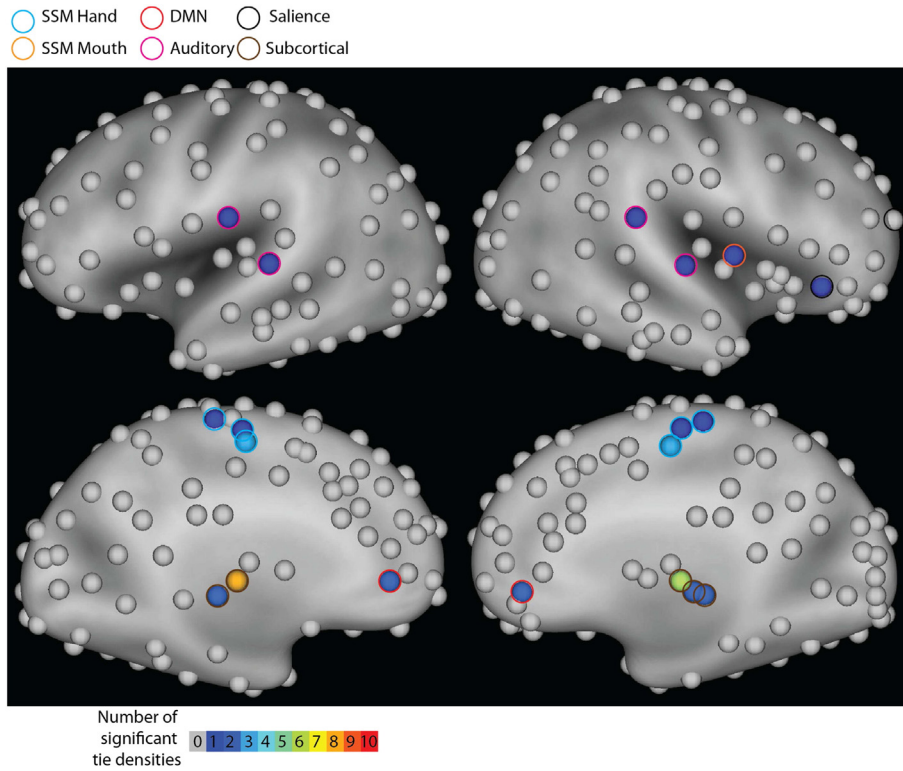 SSM Hand DMN Salience
SSM Mouth Auditory Subcortical
Number of
significant
tie densities
0 1 2 3 4 5 6 7 8 9 10